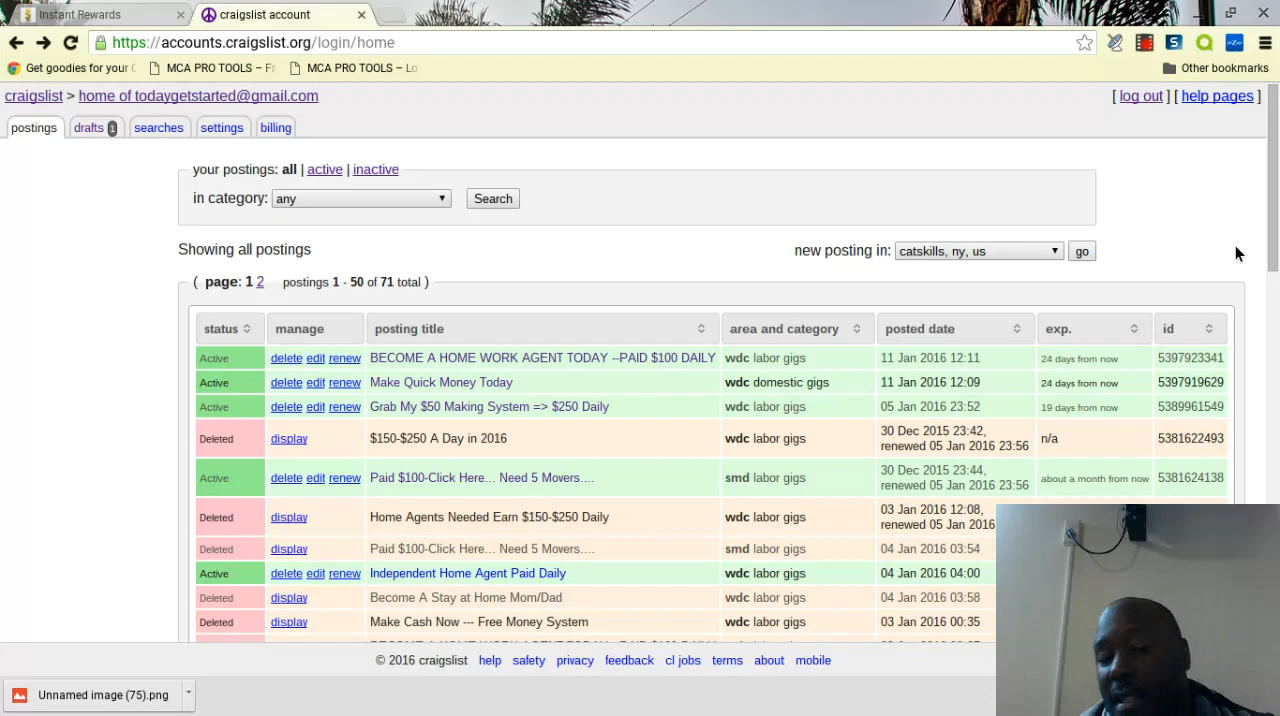 Instant Rewards
craigslist account
https://accounts.craigslist.org/login/home
Get goodies for your
MCA PRO TOOLS – Fr
MCA PRO TOOLS – Lo
Other bookmarks
craigslist > home of todaygetstarted@gmail.com
[ log out ] [ help pages ]
postings drafts 1 searches settings billing
your postings: all | active | inactive
in category: any Search
Showing all postings
new posting in: catskills, ny, us go
( page: 1 2 postings 1 - 50 of 71 total )
status manage posting title area and category posted date exp. id
Active delete edit renew BECOME A HOME WORK AGENT TODAY --PAID $100 DAILY wdc labor gigs 11 Jan 2016 12:11 24 days from now 5397923341
Active delete edit renew Make Quick Money Today wdc domestic gigs 11 Jan 2016 12:09 24 days from now 5397919629
Active delete edit renew Grab My $50 Making System => $250 Daily wdc labor gigs 05 Jan 2016 23:52 19 days from now 5389961549
Deleted display $150-$250 A Day in 2016 wdc labor gigs 30 Dec 2015 23:42, n/a 5381622493
renewed 05 Jan 2016 23:56
Active delete edit renew Paid $100-Click Here... Need 5 Movers.... smd labor gigs 30 Dec 2015 23:44, about a month from now 5381624138
renewed 05 Jan 2016 23:56
Deleted display Home Agents Needed Earn $150-$250 Daily wdc labor gigs 03 Jan 2016 12:08,
renewed 05 Jan 2016
Deleted display Paid $100-Click Here... Need 5 Movers.... smd labor gigs 04 Jan 2016 03:54
Active delete edit renew Independent Home Agent Paid Daily wdc labor gigs 04 Jan 2016 04:00
Deleted display Become A Stay at Home Mom/Dad wdc labor gigs 04 Jan 2016 03:58
Deleted display Make Cash Now --- Free Money System wdc labor gigs 03 Jan 2016 00:35
© 2016 craigslist help safety privacy feedback cl jobs terms about mobile
Unnamed image (75).png